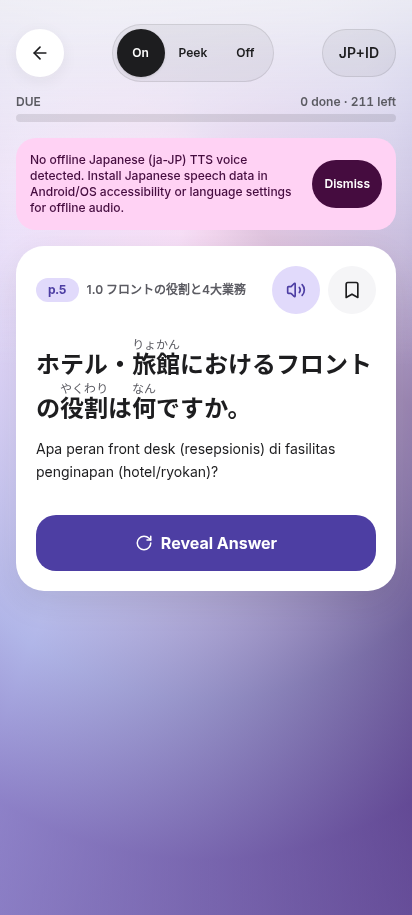 On Peek Off JP+ID
DUE 0 done · 211 left
No offline Japanese (ja-JP) TTS voice
detected. Install Japanese speech data in
Android/OS accessibility or language settings
for offline audio.
Dismiss
p.5 1.0 フロントの役割と4大業務
りょかん
ホテル・旅館におけるフロント
やくわり なん
の役割は何ですか。
Apa peran front desk (resepsionis) di fasilitas
penginapan (hotel/ryokan)?
Reveal Answer